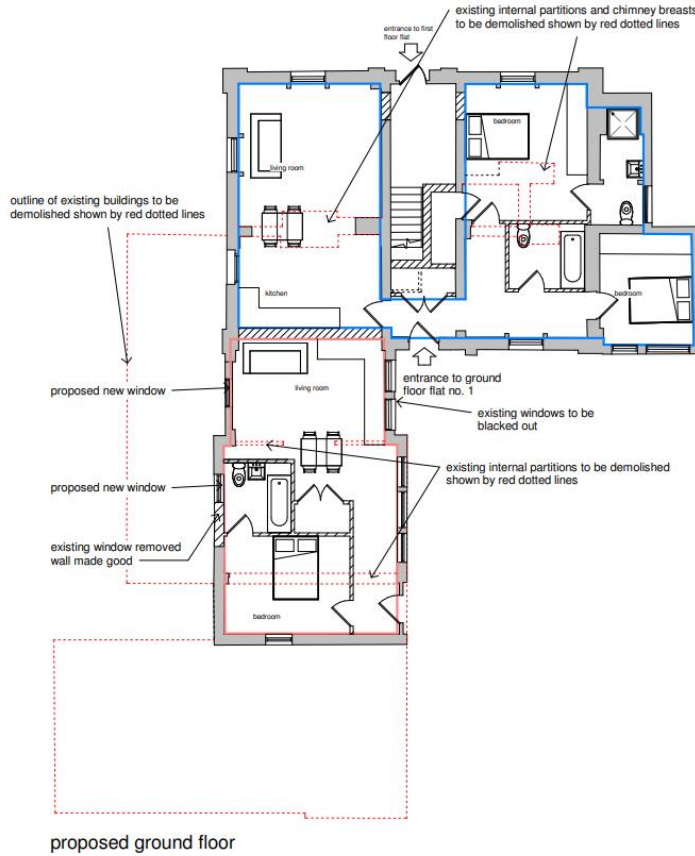 existing internal partitions and chimney breasts
to be demolished shown by red dotted lines
entrance to first
floor flat
bedroom
living room
outline of existing buildings to be
demolished shown by red dotted lines
kitchen
bedroom
living room
entrance to ground
floor flat no. 1
proposed new window
existing windows to be
blacked out
existing internal partitions to be demolished
shown by red dotted lines
proposed new window
existing window removed
wall made good
bedroom
proposed ground floor